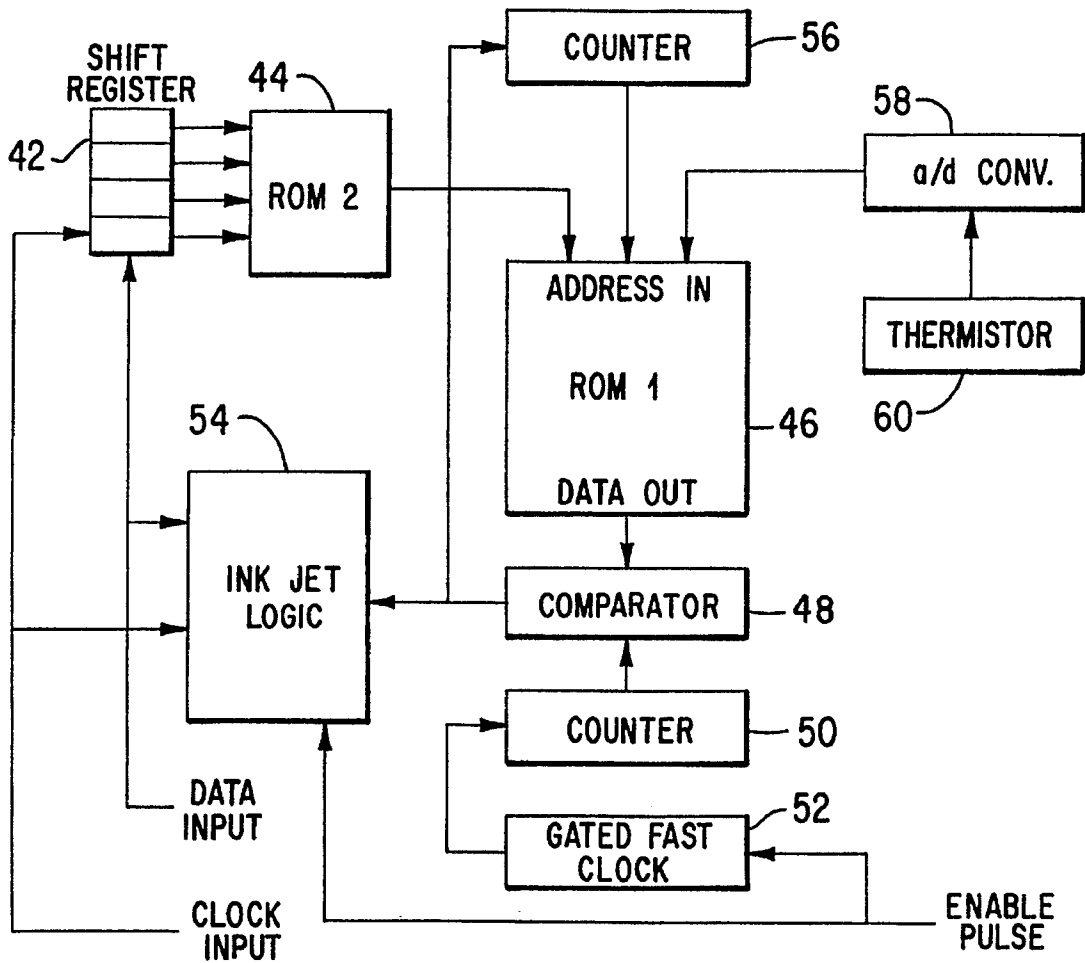 COUNTER
56
SHIFT
REGISTER
44
58
42
ROM 2
a/d CONV.
ADDRESS IN
THERMISTOR
ROM 1
60
46
54
DATA OUT
INK JET
LOGIC
COMPARATOR
48
COUNTER
50
DATA
INPUT
52
GATED FAST
CLOCK
CLOCK
INPUT
ENABLE
PULSE